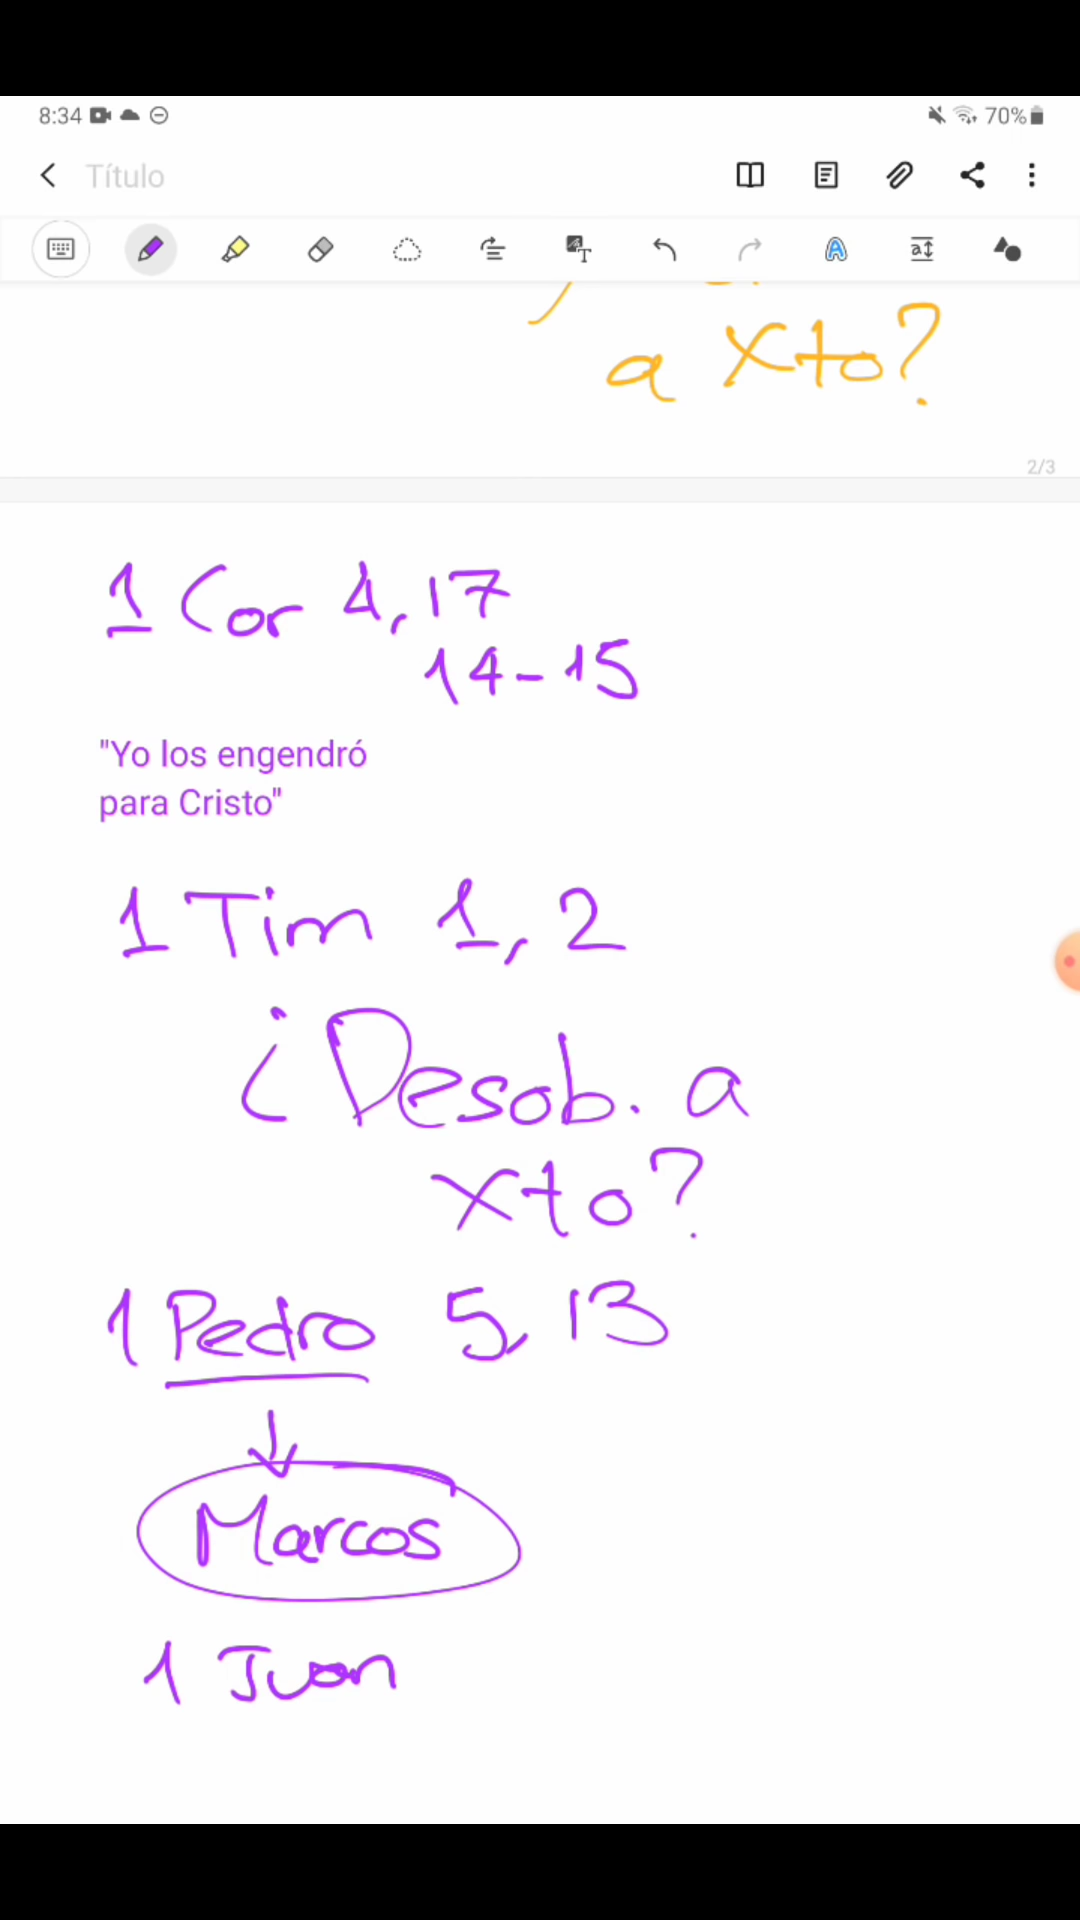 8:34
70%
Título
a xto?
2/3
1 Cor 4,17
14-15
"Yo los engendró
para Cristo"
1 Tim 1, 2
¿Desob. a
xto?
1 Pedro 5,13
Marcos
1 Juan